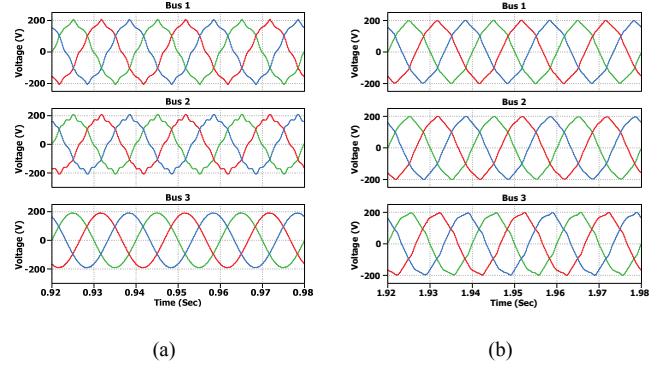 Bus 1
Voltage (V)
200
0
-200
Bus 2
Voltage (V)
200
0
-200
Bus 3
Voltage (V)
200
0
-200
0.92 0.93 0.94 0.95 0.96 0.97 0.98
Time (Sec)
(a)
Bus 1
Voltage (V)
200
0
-200
Bus 2
Voltage (V)
200
0
-200
Bus 3
Voltage (V)
200
0
-200
1.92 1.93 1.94 1.95 1.96 1.97 1.98
Time (Sec)
(b)